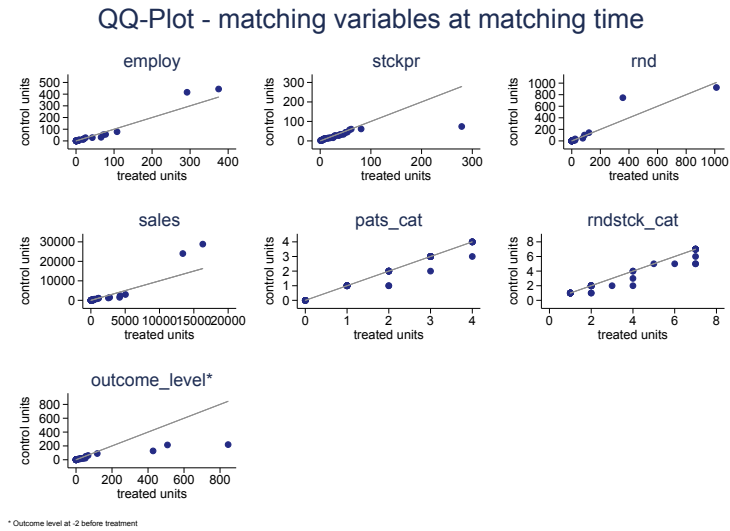 QQ-Plot - matching variables at matching time
employ
control units
500
400
300
200
100
0
0 100 200 300 400
treated units
stckpr
control units
300
200
100
0
0 100 200 300
treated units
rnd
control units
1000
800
600
400
200
0 200 400 600 800 1000
treated units
sales
control units
30000
20000
10000
0
0 5000 10000 15000 20000
treated units
pats_cat
control units
4
3
2
1
0
0 1 2 3 4
treated units
rndstck_cat
control units
8
6
4
2
0
0 2 4 6 8
treated units
outcome_level*
control units
800
600
400
200
0
0 200 400 600 800
treated units
* Outcome level at -2 before treatment